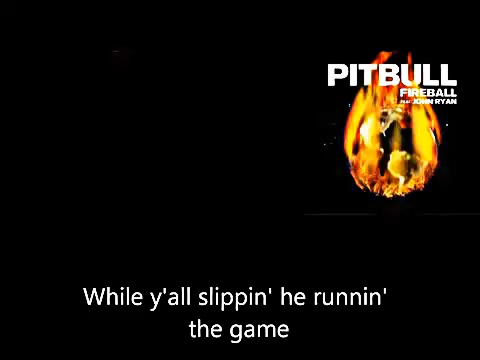 PITBULL
FIREBALL
FEAT. JOHN RYAN
While y'all slippin' he runnin'
the game